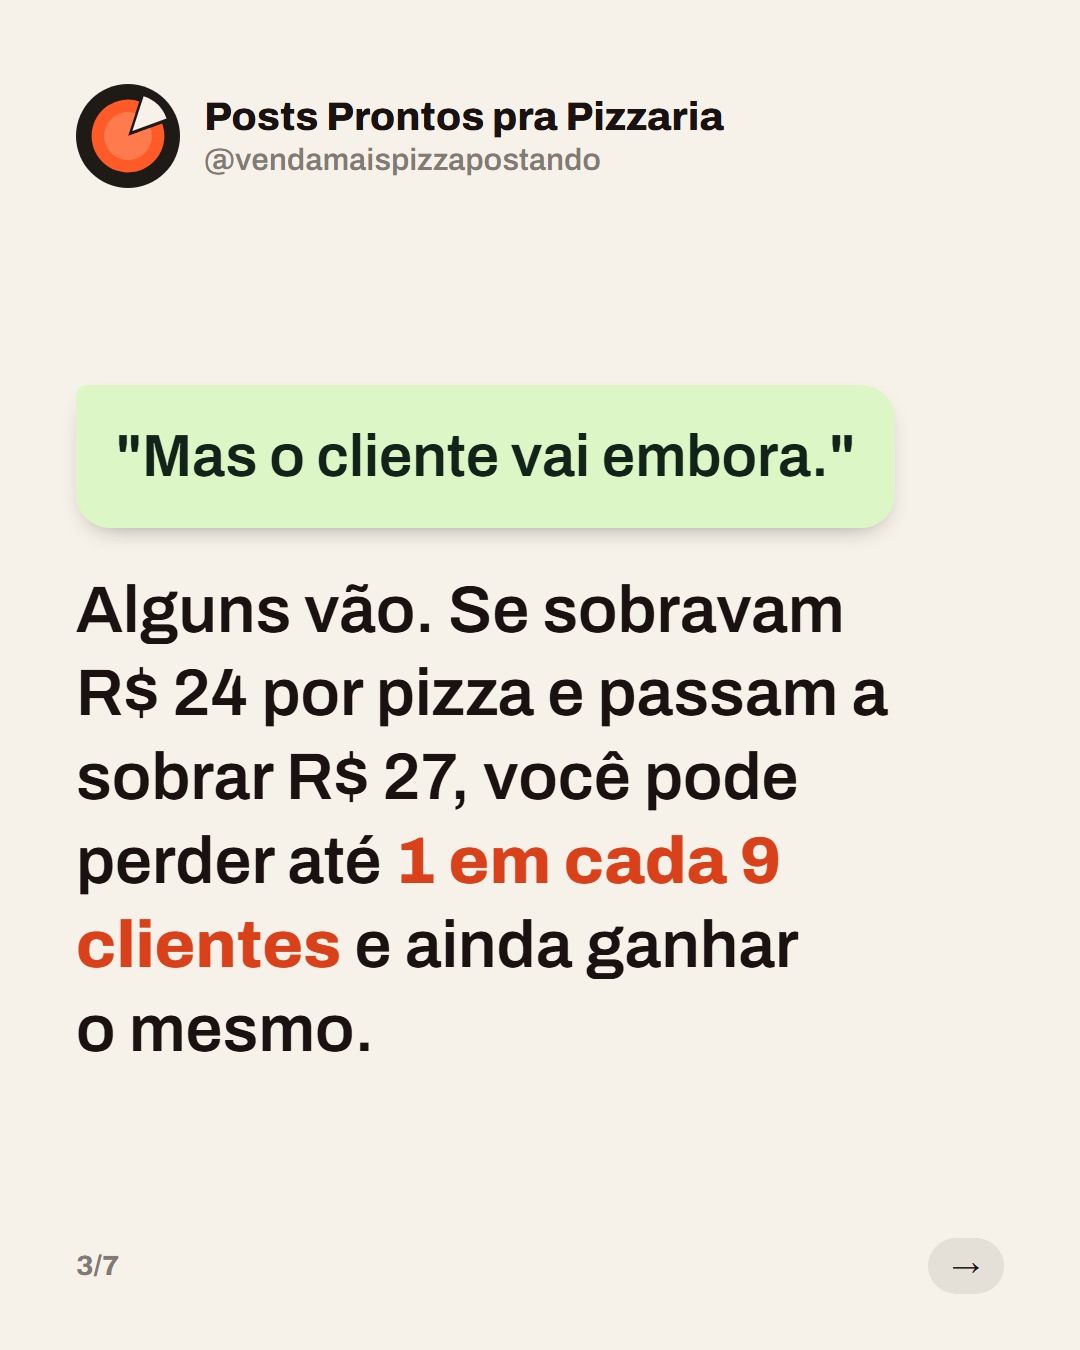 Posts Prontos pra Pizzaria
@vendamaispizzapostando
"Mas o cliente vai embora."
Alguns vão. Se sobravam
R$ 24 por pizza e passam a
sobrar R$ 27, você pode
perder até 1 em cada 9
clientes e ainda ganhar
o mesmo.
3/7
→